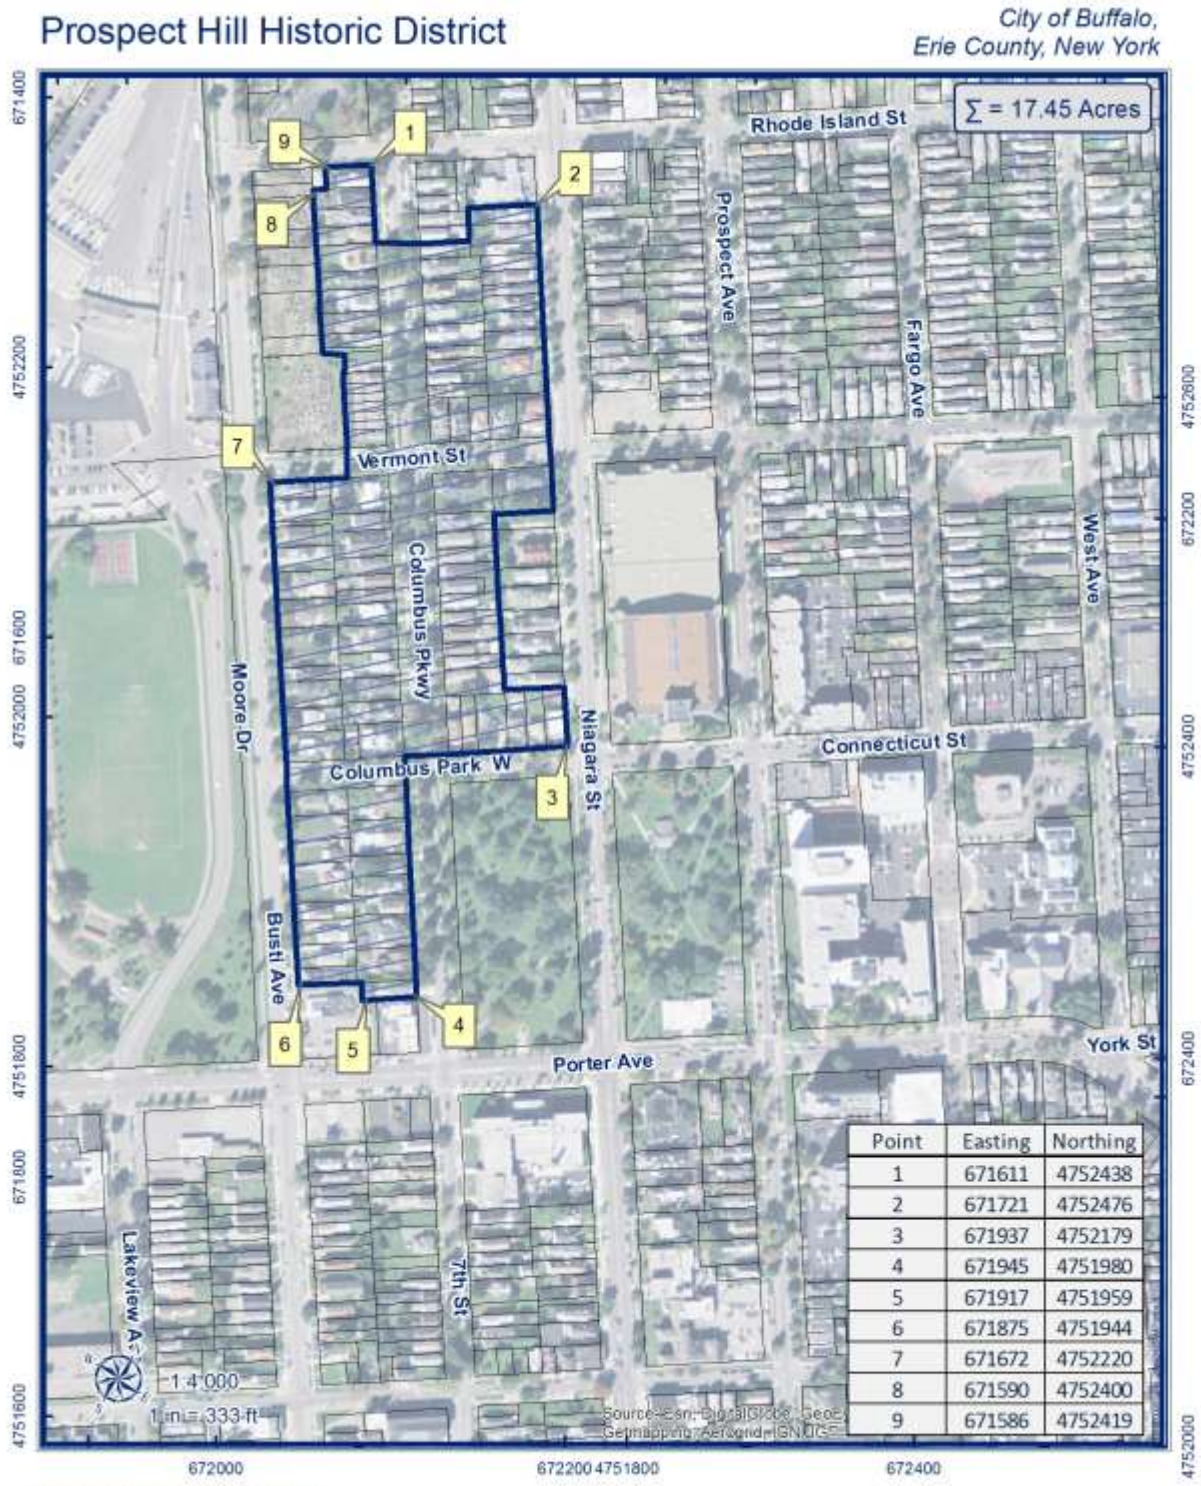 Prospect Hill Historic District
City of Buffalo,
Erie County, New York
671400
Σ = 17.45 Acres
Rhode Island St
9
1
2
8
Prospect Ave
Fargo Ave
4752200
4752600
7
Vermont St
672200
West Ave
Columbus Pkwy
671600
Moore Dr
4752000
Niagara St
Connecticut St
4752400
Columbus Park W
3
Busti Ave
4
6
5
4751800
Porter Ave
York St
672400
Point Easting Northing
1 671611 4752438
2 671721 4752476
3 671937 4752179
4 671945 4751980
5 671917 4751959
6 671875 4751944
7 671672 4752220
8 671590 4752400
9 671586 4752419
671800
Lakeview
7th St
1:4,000
1 in = 333 ft
4751600
4752000
672000
672200 4751800
672400